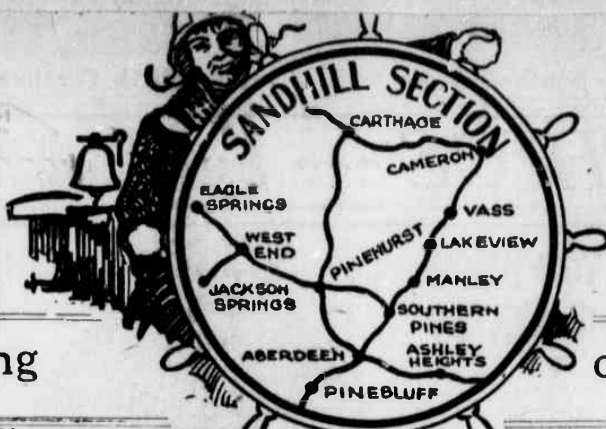 SANDHILL SECTION
CARTHAGE
CAMERON
EAGLE
SPRINGS
VASS
WEST
END
PINEHURST
LAKEVIEW
JACKSON
SPRINGS
MANLEY
SOUTHERN
PINES
ABERDEEN
ASHLEY
HEIGHTS
ng
PINEBLUFF